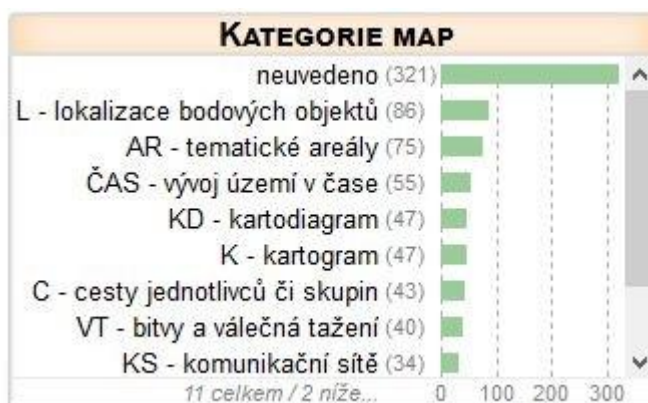 KATEGORIE MAP
neuvedeno (321)
L - lokalizace bodových objektů (86)
AR - tematické areály (75)
ČAS - vývoj území v čase (55)
KD - kartodiagram (47)
K - kartogram (47)
C - cesty jednotlivců či skupin (43)
VT - bitvy a válečná tažení (40)
KS - komunikační sítě (34)
11 celkem / 2 níže... 0 100 200 300